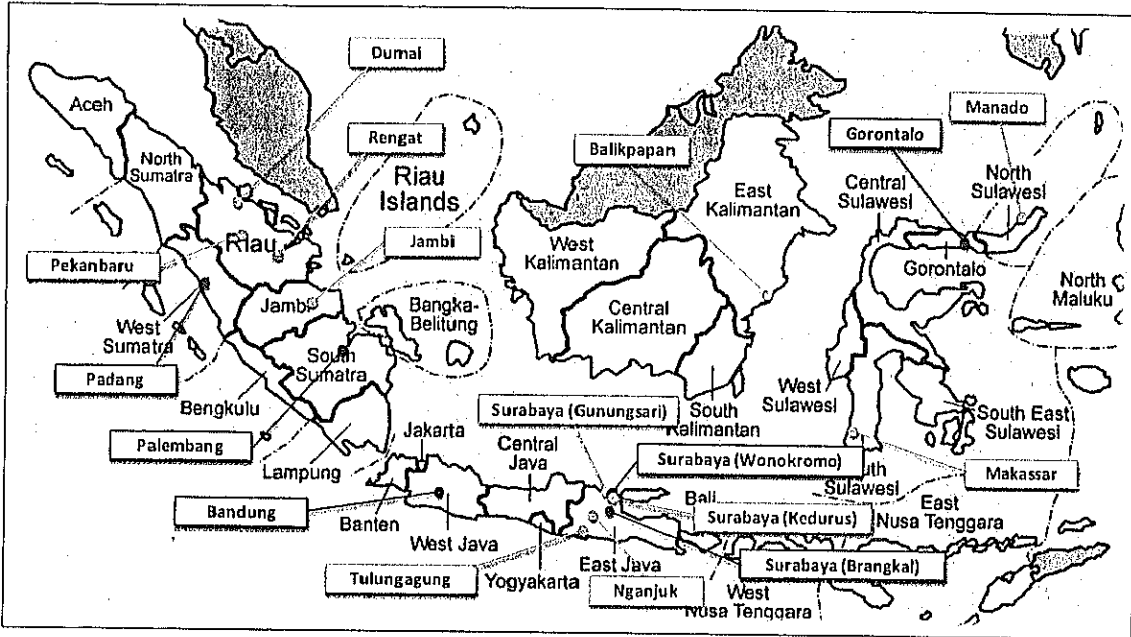 Dumai
Aceh
Manado
Rengat
Gorontalo
North
Sumatra
Balikpapan
Riau
Islands
East
Kalimantan
Central
Sulawesi
North
Sulawesi
Riau
Jambi
West
Kalimantan
Pekanbaru
Gorontalo
North
Maluku
Jambi
Bangka-
Belitung
Central
Kalimantan
West
Sumatra
South
Sumatra
Padang
West
Sulawesi
Bengkulu
Surabaya (Gunungsari)
South
Kalimantan
South East
Sulawesi
Palembang
Jakarta
Central
Java
Surabaya (Wonokromo)
Lampung
Makassar
South
Sulawesi
Bali
East
Nusa Tenggara
Bandung
Banten
Surabaya (Kedurus)
West Java
East Java
Surabaya (Brangkal)
Tulungagung
Yogyakarta
Nganjuk
West
Nusa Tenggara